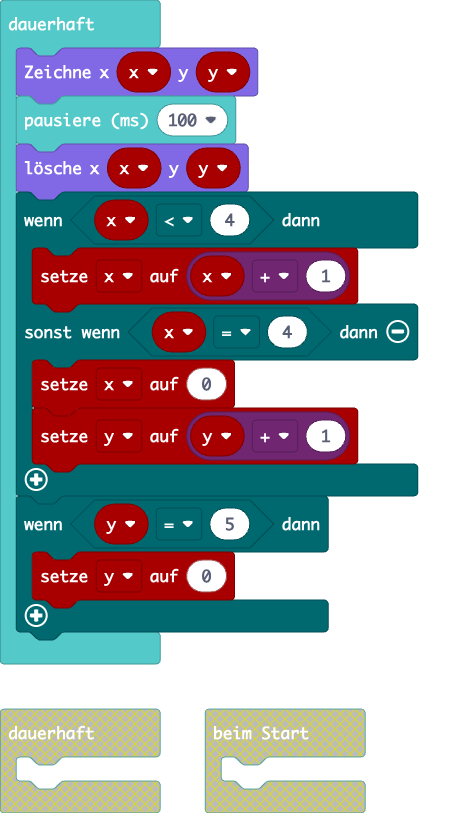 dauerhaft
Zeichne x x y y
pausiere (ms) 100
lösche x x y y
wenn x < 4 dann
setze x auf x + 1
sonst wenn x = 4 dann
setze x auf 0
setze y auf y + 1
wenn y = 5 dann
setze y auf 0
dauerhaft beim Start